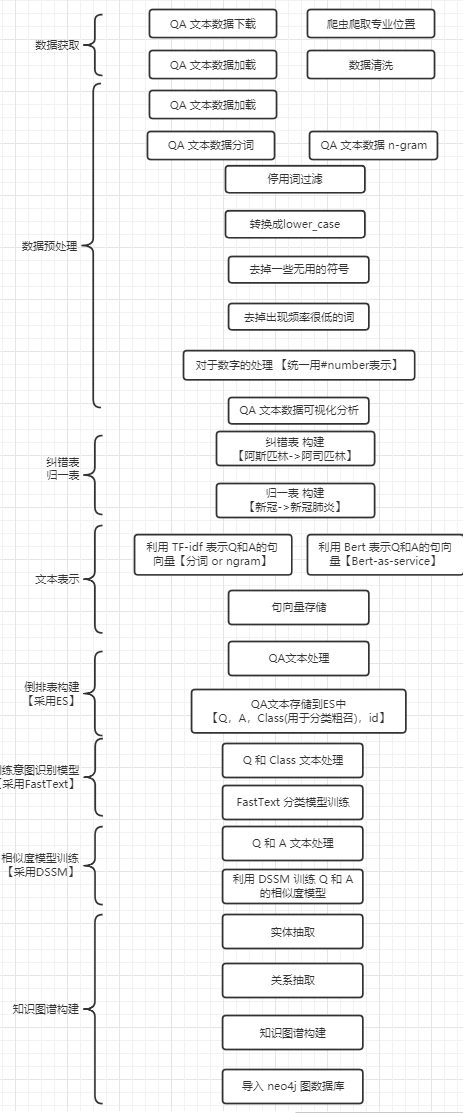 数据获取
QA 文本数据下载
爬虫爬取专业位置
QA 文本数据加载
数据清洗
数据预处理
QA 文本数据加载
QA 文本数据分词
QA 文本数据 n-gram
停用词过滤
转换成lower_case
去掉一些无用的符号
去掉出现频率很低的词
对于数字的处理 【统一用#number表示】
QA 文本数据可视化分析
纠错表
归一表
纠错表 构建
【阿斯匹林->阿司匹林】
归一表 构建
【新冠->新冠肺炎】
文本表示
利用 TF-idf 表示Q和A的句
向量【分词 or ngram】
利用 Bert 表示Q和A的句向
量【Bert-as-service】
句向量存储
倒排表构建
【采用ES】
QA文本处理
QA文本存储到ES中
【Q，A，Class(用于分类粗召)，id】
练意图识别模型
【采用FastText】
Q 和 Class 文本处理
FastText 分类模型训练
相似度模型训练
【采用DSSM】
Q 和 A 文本处理
利用 DSSM 训练 Q 和 A
的相似度模型
知识图谱构建
实体抽取
关系抽取
知识图谱构建
导入 neo4j 图数据库